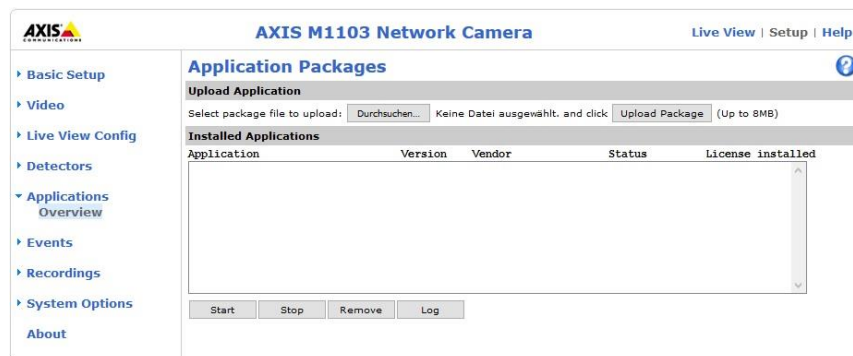 AXIS
COMMUNICATIONS
AXIS M1103 Network Camera
Live View | Setup | Help
Basic Setup
Video
Live View Config
Detectors
Applications
Overview
Events
Recordings
System Options
About
Application Packages
Upload Application
Select package file to upload: Durchsuchen... Keine Datei ausgewählt. and click Upload Package (Up to 8MB)
Installed Applications
Application Version Vendor Status License installed
Start Stop Remove Log